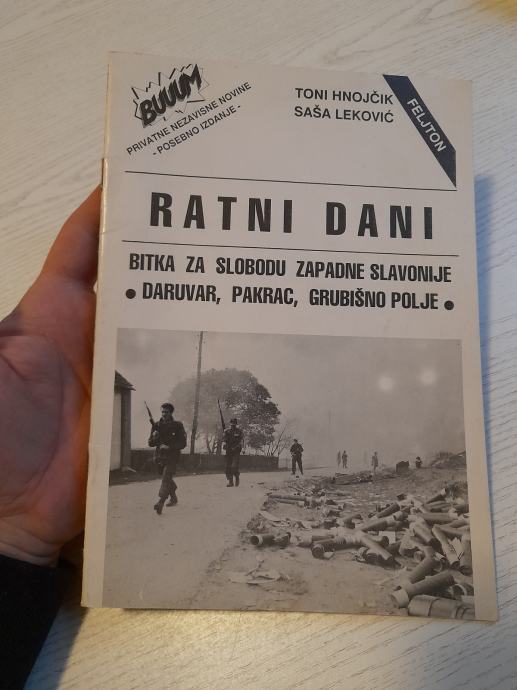 BUUUM
PRIVATNE NEZAVISNE NOVINE
- POSEBNO IZDANJE -
TONI HNOJČIK
SAŠA LEKOVIĆ
FELJTON
RATNI DANI
BITKA ZA SLOBODU ZAPADNE SLAVONIJE
• DARUVAR, PAKRAC, GRUBIŠNO POLJE •